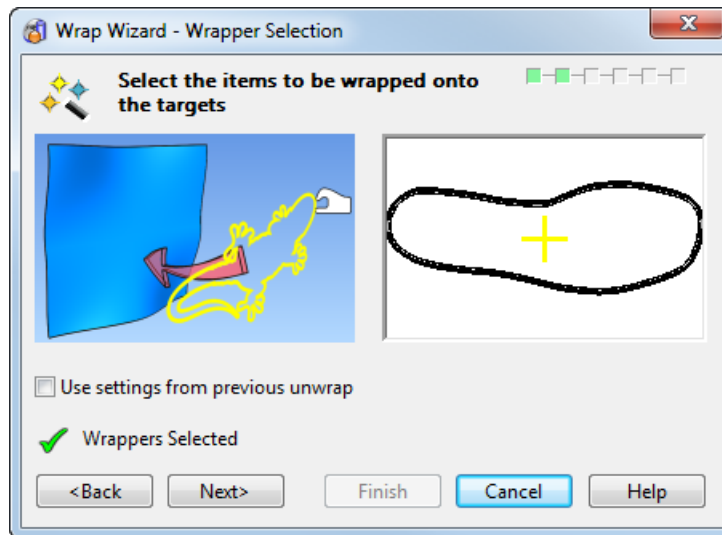 Wrap Wizard - Wrapper Selection
Select the items to be wrapped onto
the targets
Use settings from previous unwrap
Wrappers Selected
<Back
Next>
Finish
Cancel
Help